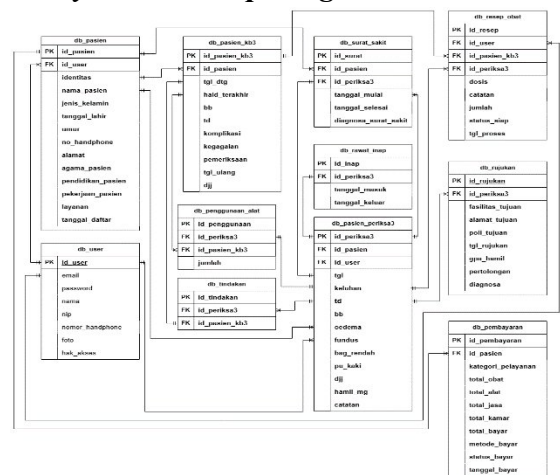 db_pasien
PK id_pasien
FK id_user
identitas
nama_pasien
jenis_kelamin
tanggal_lahir
umur
no_handphone
alamat
agama_pasien
pendidikan_pasien
pekerjaan_pasien
layanan
tanggal_daftar
db_user
PK id_user
email
password
nama
nip
nomor_handphone
foto
hak_akses
db_pasien_kb3
PK id_pasien_kb3
FK id_pasien
tgl_dtg
haid_terakhir
bb
td
komplikasi
kegagalan
pemeriksaan
tgl_ulang
djj
db_penggunaan_alat
PK id_penggunaan
FK id_periksa3
FK id_pasien_kb3
jumlah
db_tindakan
PK id_tindakan
FK id_periksa3
FK id_pasien_kb3
db_surat_sakit
PK id_surat
FK id_pasien
FK id_periksa3
tanggal_mulai
tanggal_selesai
diagnosa_surat_sakit
db_rawat_inap
PK id_inap
FK id_periksa3
tanggal_masuk
tanggal_keluar
db_pasien_periksa3
PK id_periksa3
FK id_pasien
FK id_user
tgl
keluhan
td
bb
oedema
fundus
bag_rendah
pe_kaki
djj
hamil_mg
catatan
db_resep_obat
PK id_resep
FK id_user
FK id_pasien_kb3
FK id_periksa3
dosis
catatan
jumlah
status_siap
tgl_proses
db_rujukan
PK id_rujukan
FK id_periksa3
fasilitas_tujuan
alamat_tujuan
poli_tujuan
tgl_rujukan
gpa_hamil
pertolongan
diagnosa
db_pembayaran
PK id_pembayaran
FK id_pasien
kategori_pelayanan
total_obat
total_alat
total_jasa
total_kamar
total_bayar
metode_bayar
status_bayar
tanggal_bayar